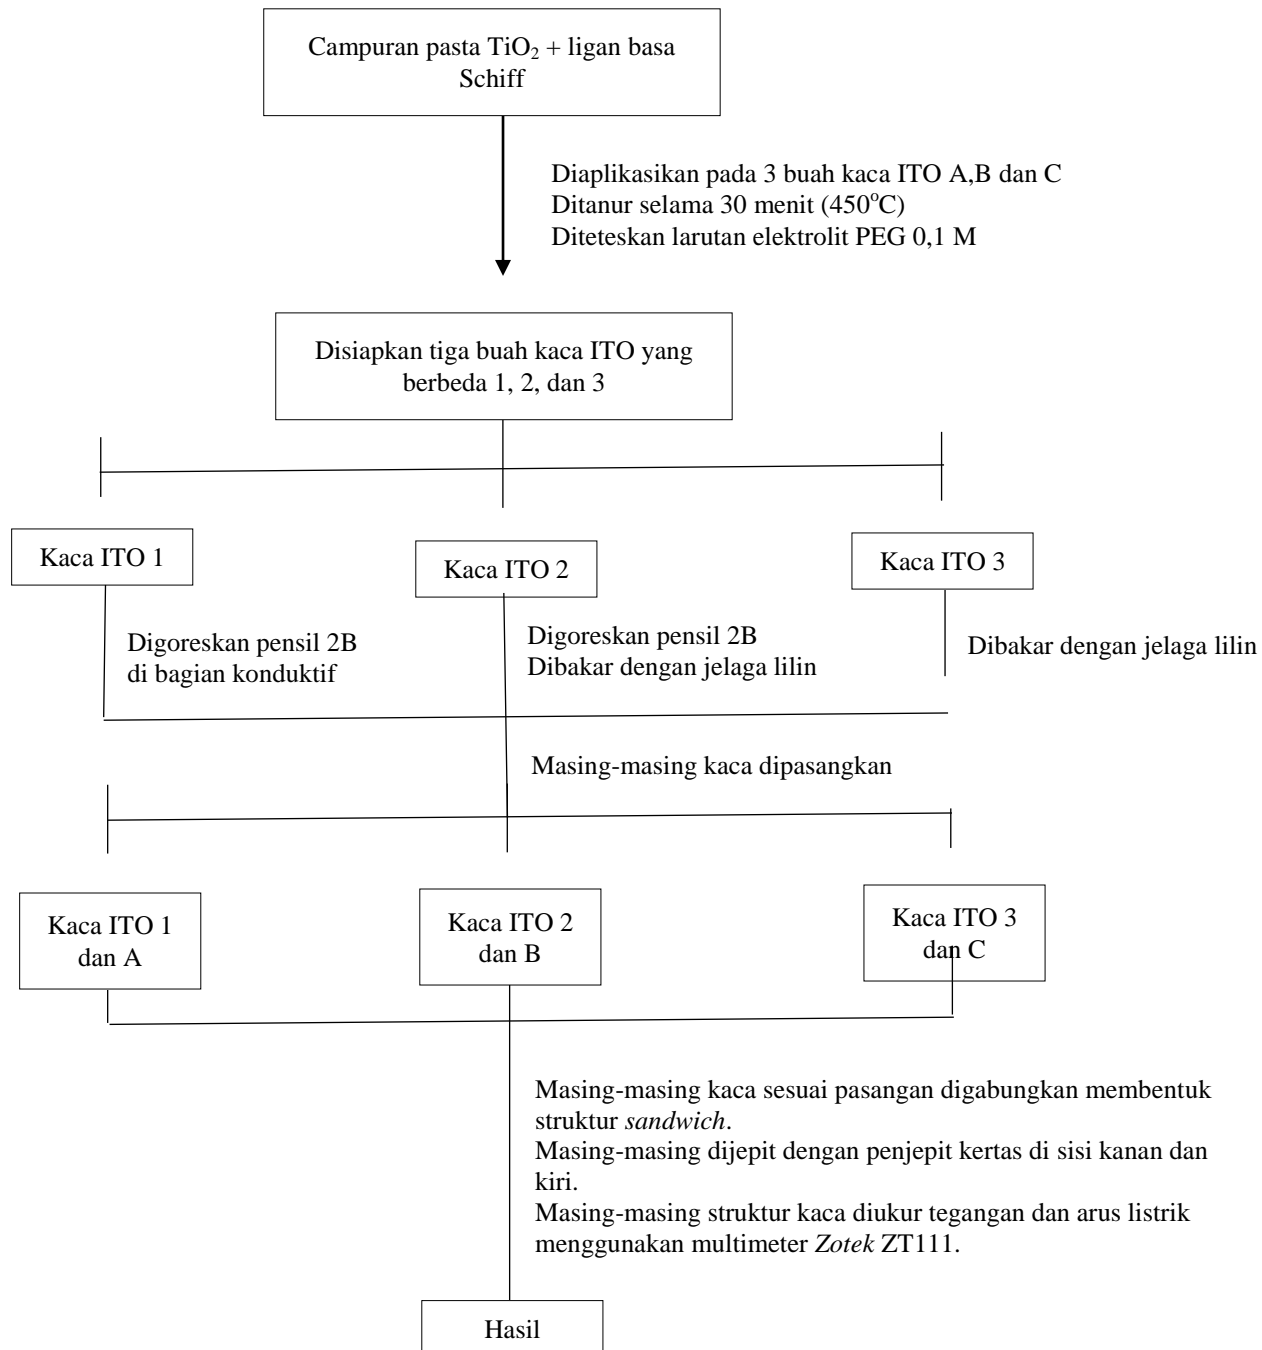 Campuran pasta TiO₂ + ligan basa
Schiff
Diaplikasikan pada 3 buah kaca ITO A,B dan C
Ditanur selama 30 menit (450°C)
Diteteskan larutan elektrolit PEG 0,1 M
Disiapkan tiga buah kaca ITO yang
berbeda 1, 2, dan 3
Kaca ITO 1
Kaca ITO 2
Kaca ITO 3
Digoreskan pensil 2B
di bagian konduktif
Digoreskan pensil 2B
Dibakar dengan jelaga lilin
Dibakar dengan jelaga lilin
Masing-masing kaca dipasangkan
Kaca ITO 1
dan A
Kaca ITO 2
dan B
Kaca ITO 3
dan C
Masing-masing kaca sesuai pasangan digabungkan membentuk
struktur sandwich.
Masing-masing dijepit dengan penjepit kertas di sisi kanan dan
kiri.
Masing-masing struktur kaca diukur tegangan dan arus listrik
menggunakan multimeter Zotek ZT111.
Hasil